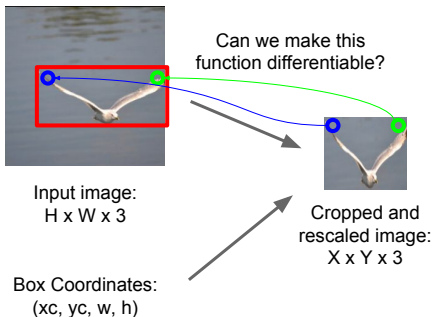 Can we make this
function differentiable?
Input image:
H x W x 3
Cropped and
rescaled image:
X x Y x 3
Box Coordinates:
(xc, yc, w, h)